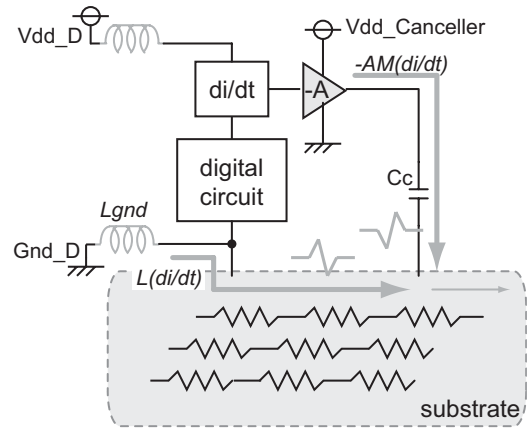 Vdd_D
Vdd_Canceller
-AM(di/dt)
di/dt
-A
digital
circuit
Cc
Lgnd
Gnd_D
L(di/dt)
substrate